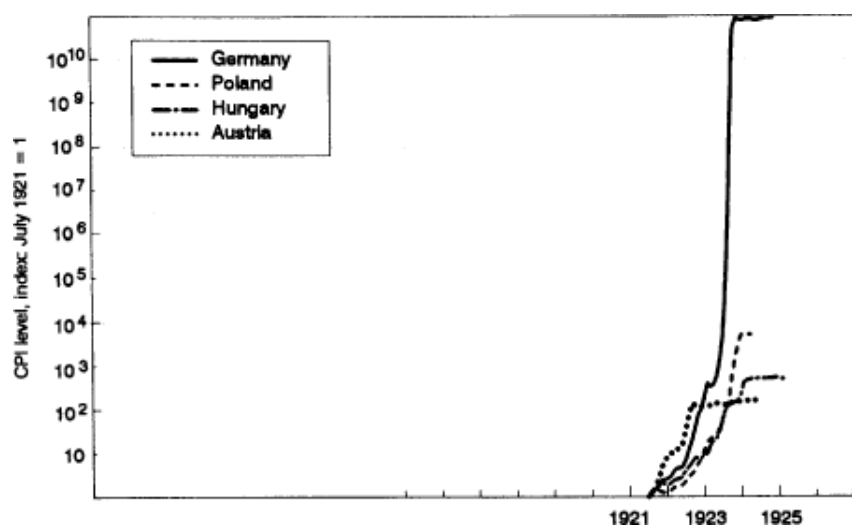 Germany
Poland
Hungary
Austria
CPI level, index: July 1921 = 1
10¹⁰
10⁹
10⁸
10⁷
10⁶
10⁵
10⁴
10³
10²
10
1921 1923 1925